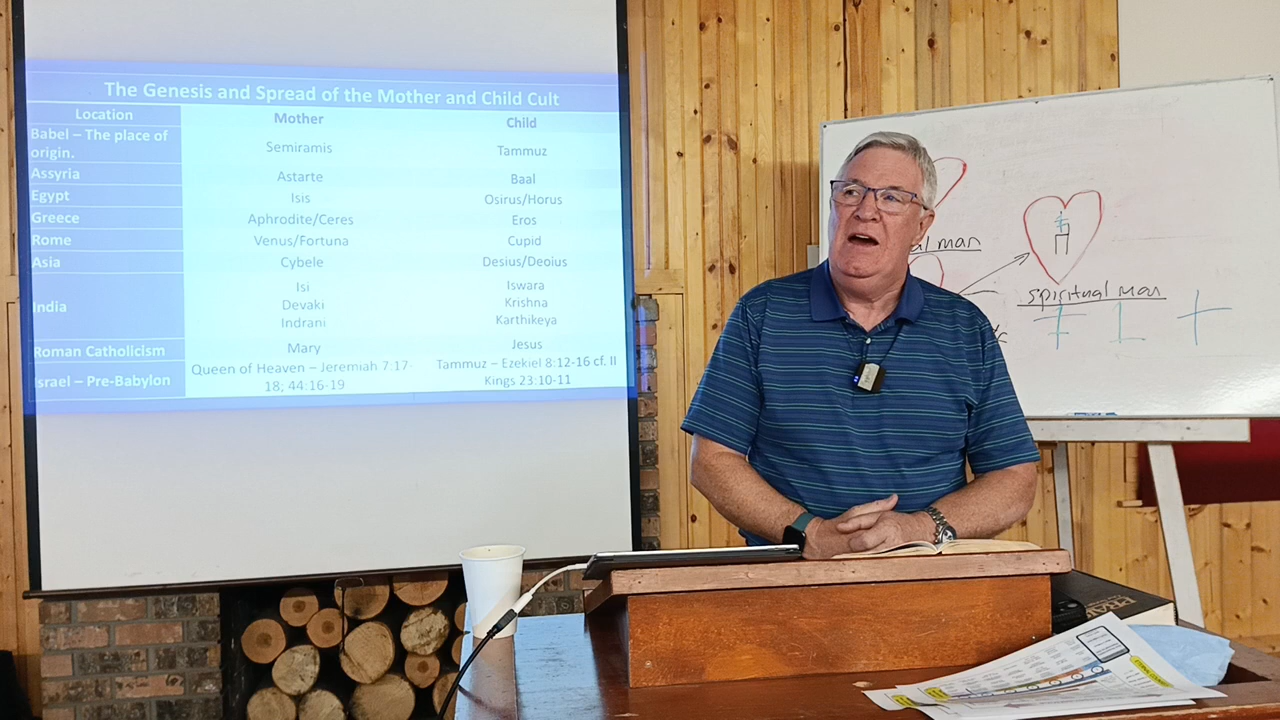 The Genesis and Spread of the Mother and Child Cult
Location Mother Child
Babel – The place of origin. Semiramis Tammuz
Assyria Astarte Baal
Egypt Isis Osirus/Horus
Greece Aphrodite/Ceres Eros
Rome Venus/Fortuna Cupid
Asia Cybele Desius/Deoius
India Isi Iswara
Devaki Krishna
Indrani Karthikeya
Roman Catholicism Mary Jesus
Israel – Pre-Babylon Queen of Heaven – Jeremiah 7:17-18; 44:16-19 Tammuz – Ezekiel 8:12-16 cf. II Kings 23:10-11
man
spiritual man